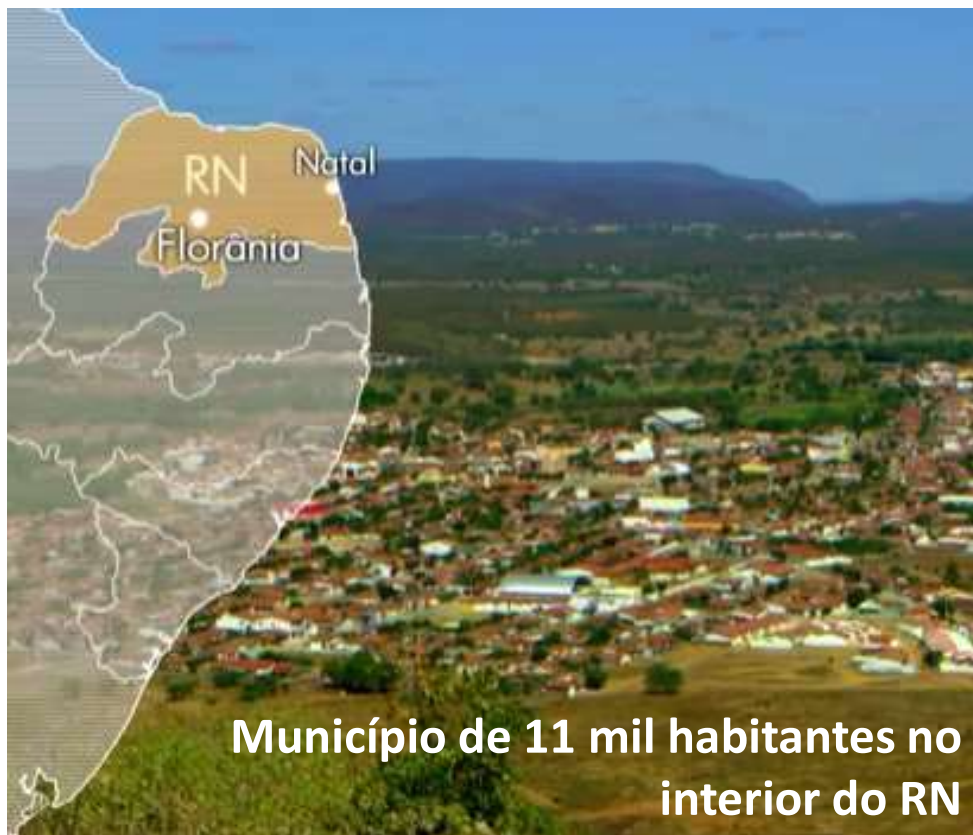 RN
Natal
Florânia
Município de 11 mil habitantes no
interior do RN